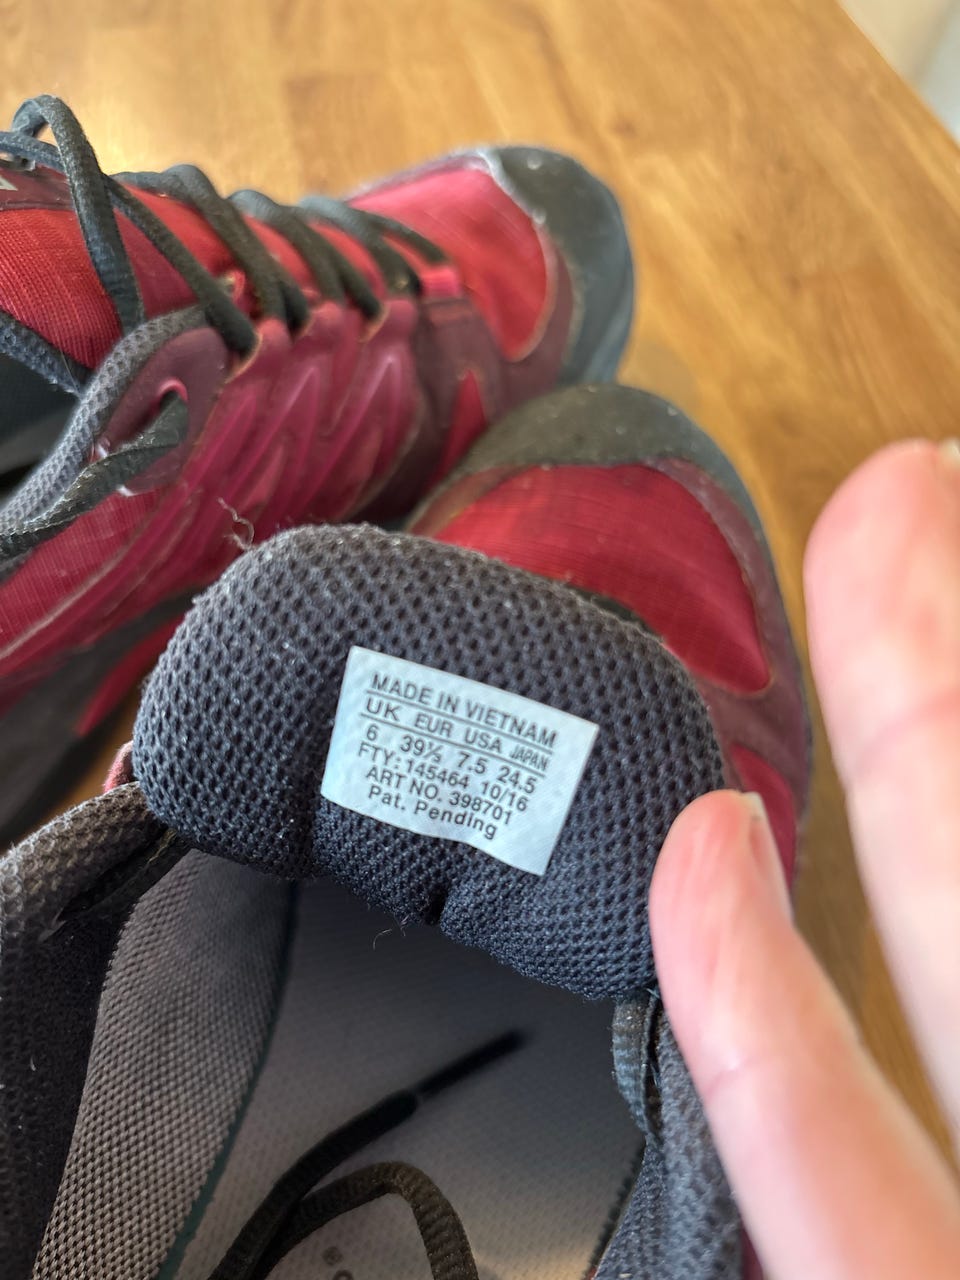 MADE IN VIETNAM
UK EUR USA JAPAN
6 39½ 7.5 24.5
FTY: 145464 10/16
ART NO. 398701
Pat. Pending